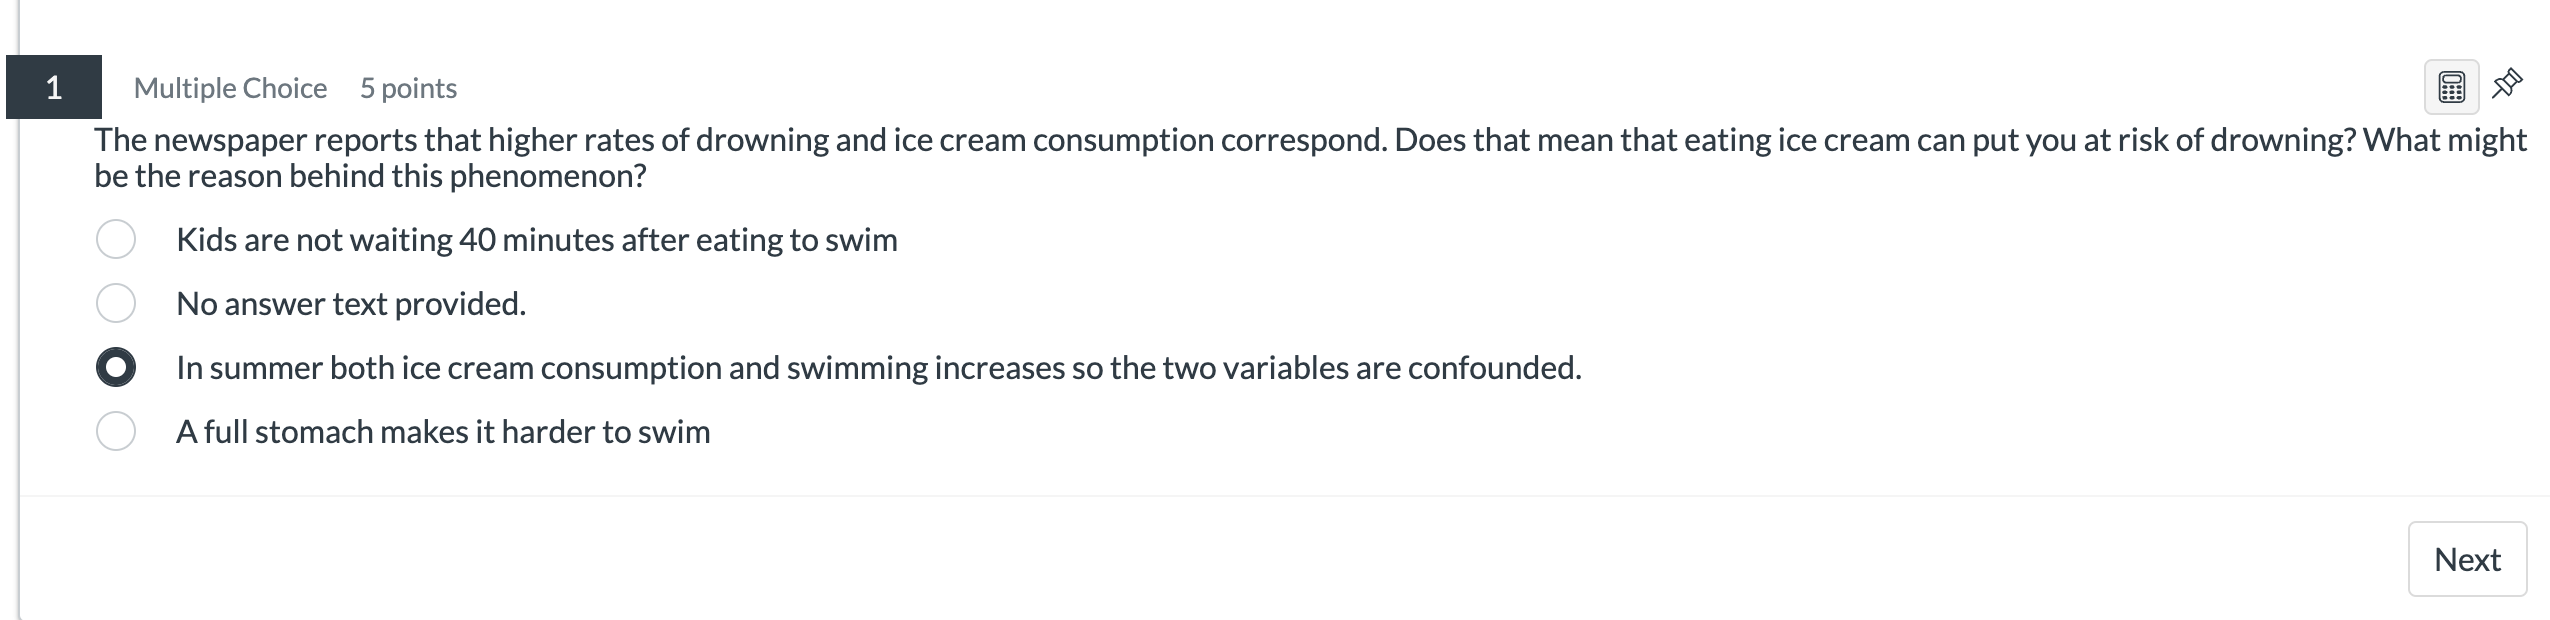 1
Multiple Choice 5 points
The newspaper reports that higher rates of drowning and ice cream consumption correspond. Does that mean that eating ice cream can put you at risk of drowning? What might
be the reason behind this phenomenon?
Kids are not waiting 40 minutes after eating to swim
No answer text provided.
In summer both ice cream consumption and swimming increases so the two variables are confounded.
A full stomach makes it harder to swim
Next